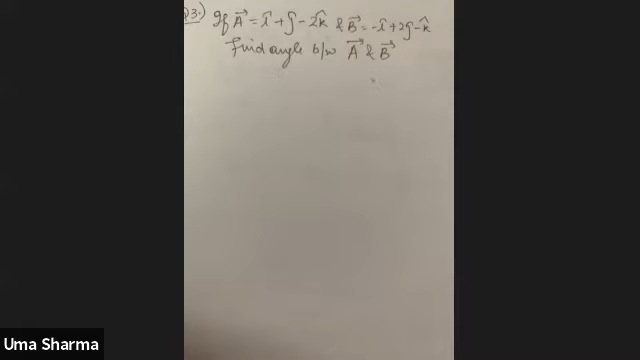 Q3.) If A⃗ = î + ĵ - 2k̂ & B⃗ = -î + 2ĵ - k̂
Find angle b/w A⃗ & B⃗
Uma Sharma